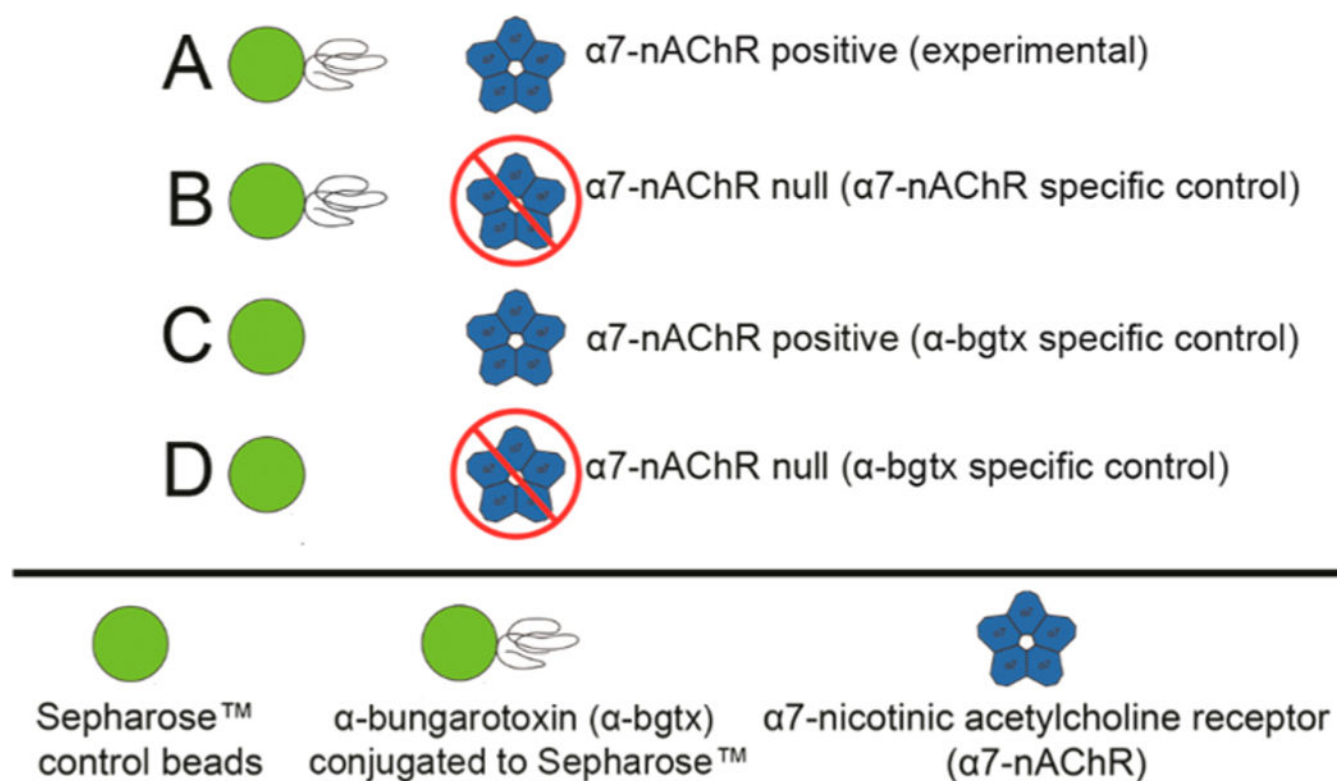 A α7-nAChR positive (experimental)
B α7-nAChR null (α7-nAChR specific control)
C α7-nAChR positive (α-bgtx specific control)
D α7-nAChR null (α-bgtx specific control)
Sepharose™
control beads
α-bungarotoxin (α-bgtx)
conjugated to Sepharose™
α7-nicotinic acetylcholine receptor
(α7-nAChR)